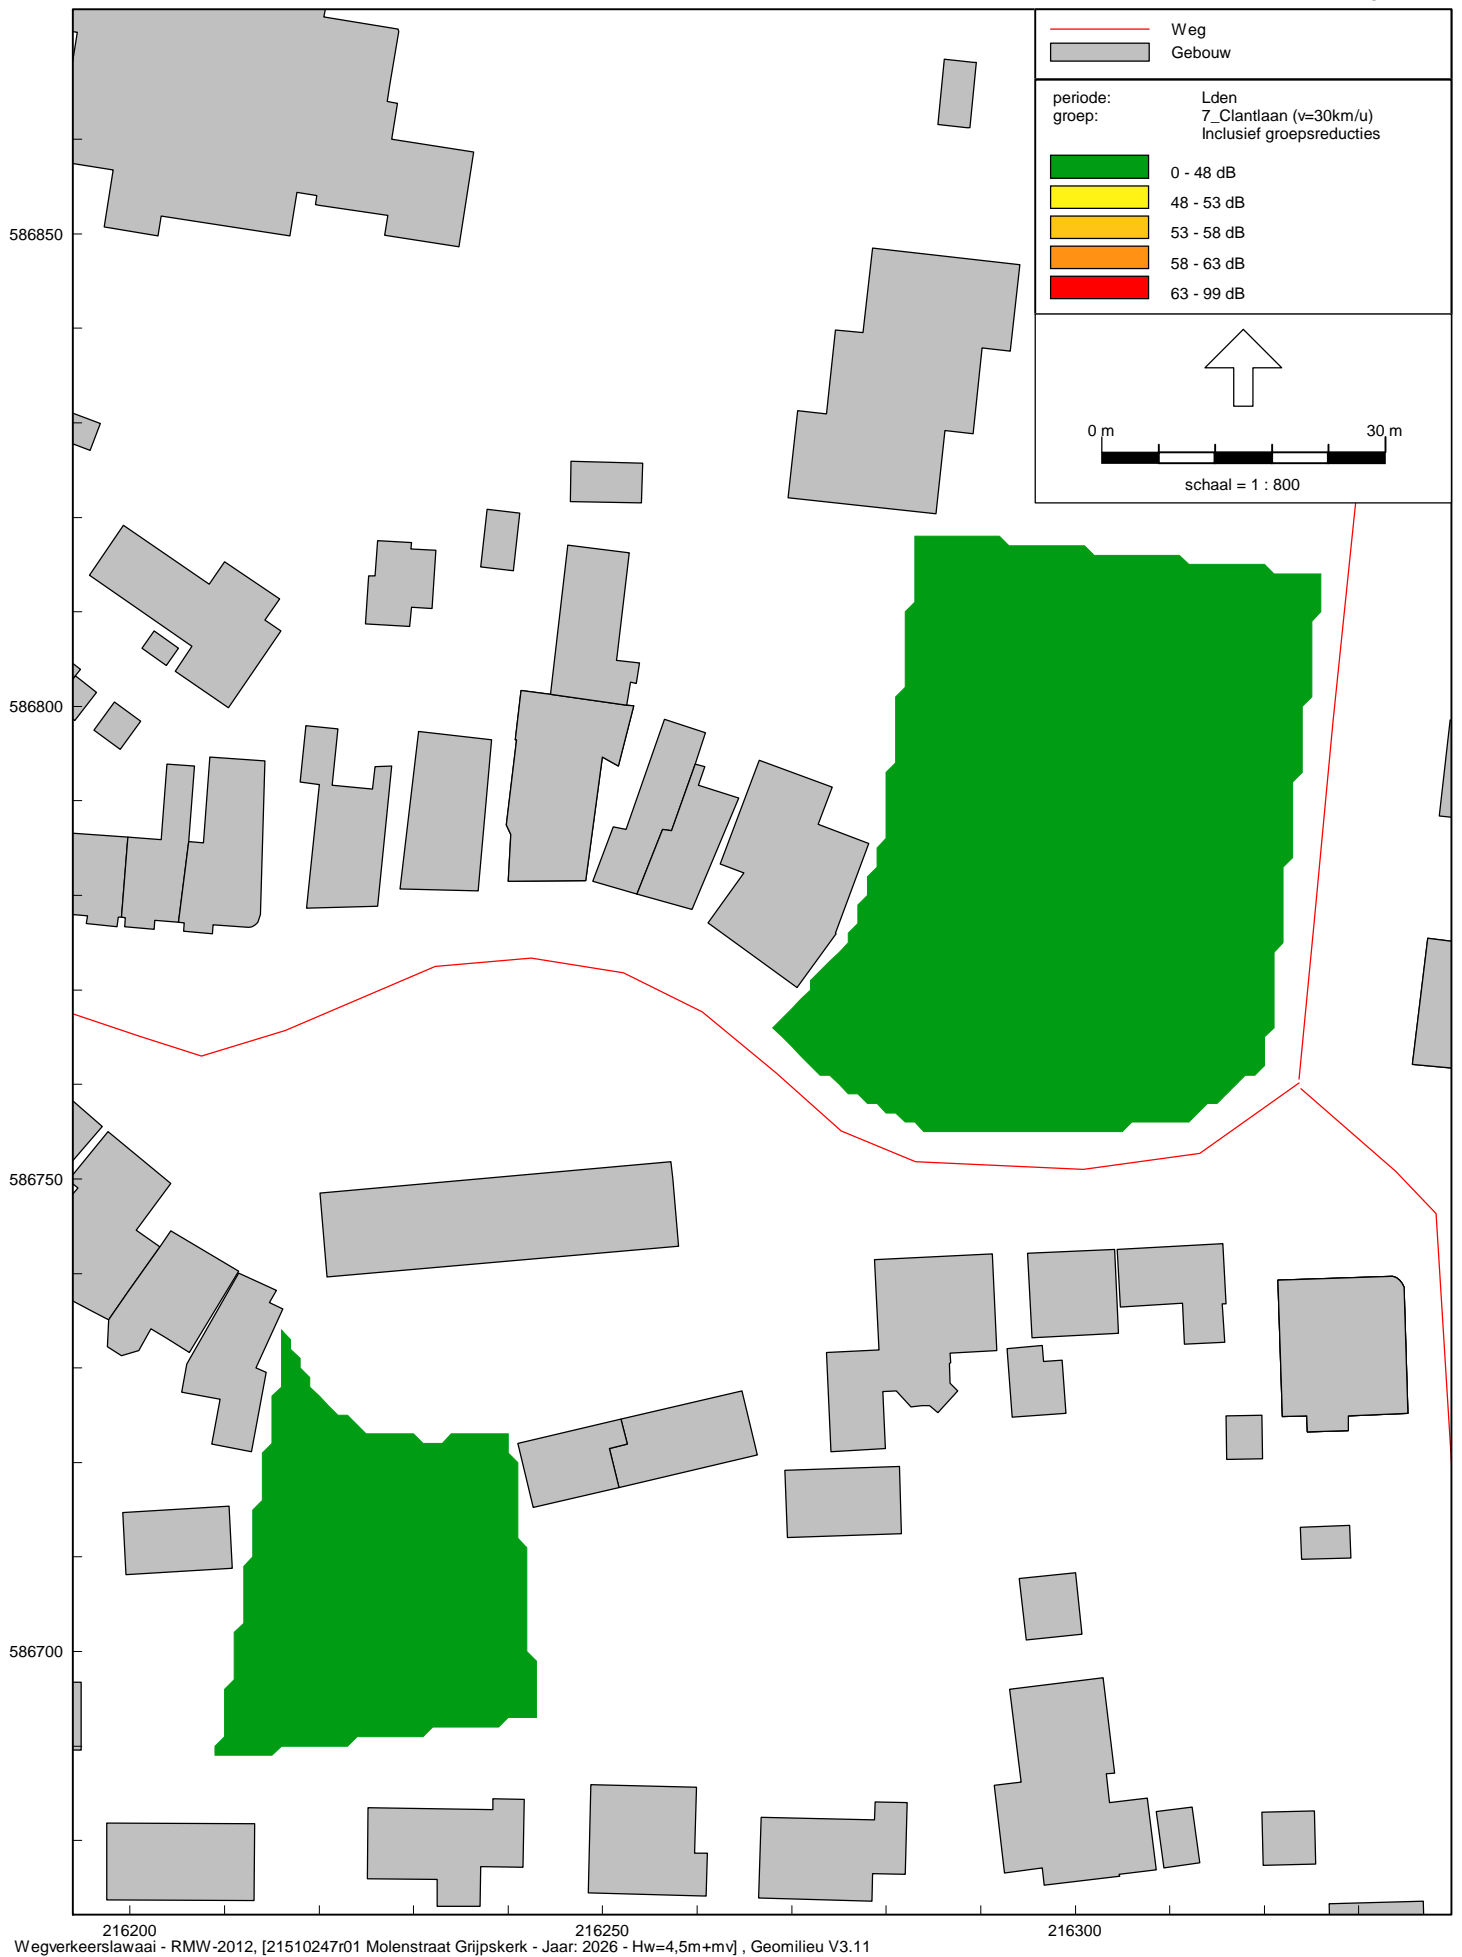 Weg
Gebouw
periode: Lden
groep: 7_Clantlaan (v=30km/u)
Inclusief groepsreducties
0 - 48 dB
48 - 53 dB
53 - 58 dB
58 - 63 dB
63 - 99 dB
0 m 30 m
schaal = 1 : 800
586850
586800
586750
586700
216200 216250 216300
Wegverkeerslawaai - RMW-2012, [21510247r01 Molenstraat Grijpskerk - Jaar: 2026 - Hw=4,5m+mv] , Geomilieu V3.11